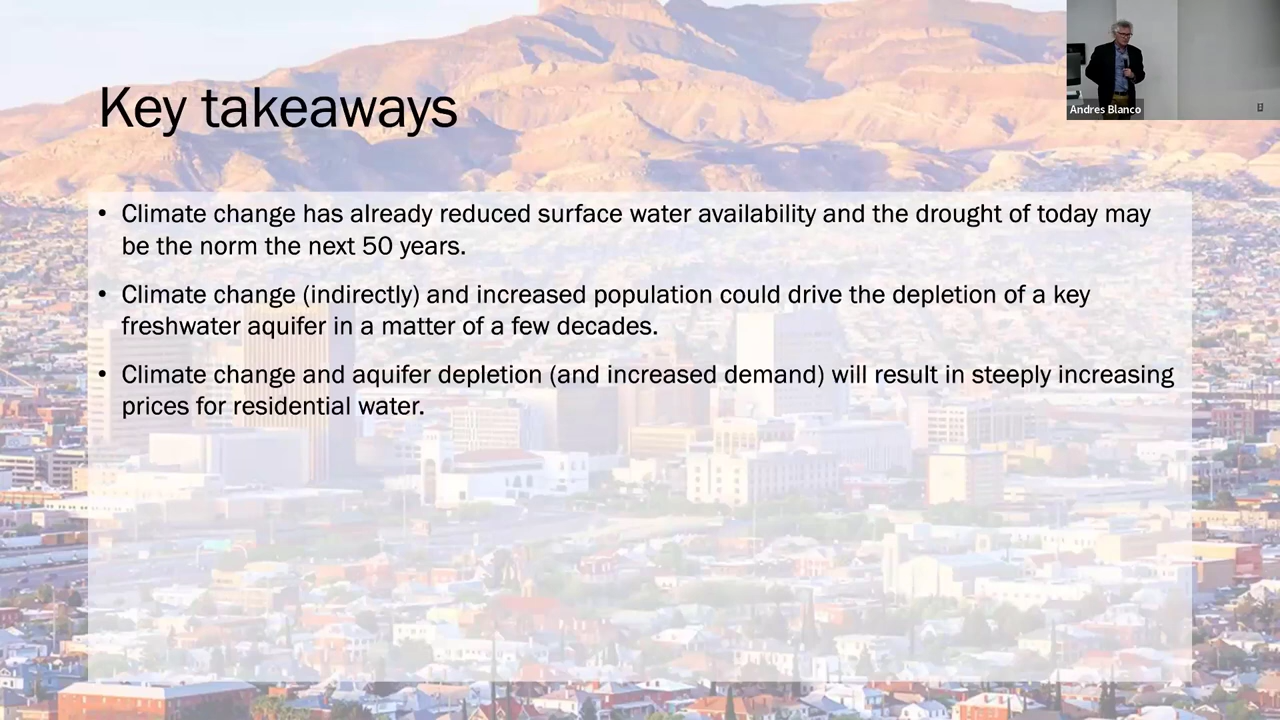 Key takeaways
Andres Blanco
• Climate change has already reduced surface water availability and the drought of today may
be the norm the next 50 years.
• Climate change (indirectly) and increased population could drive the depletion of a key
freshwater aquifer in a matter of a few decades.
• Climate change and aquifer depletion (and increased demand) will result in steeply increasing
prices for residential water.